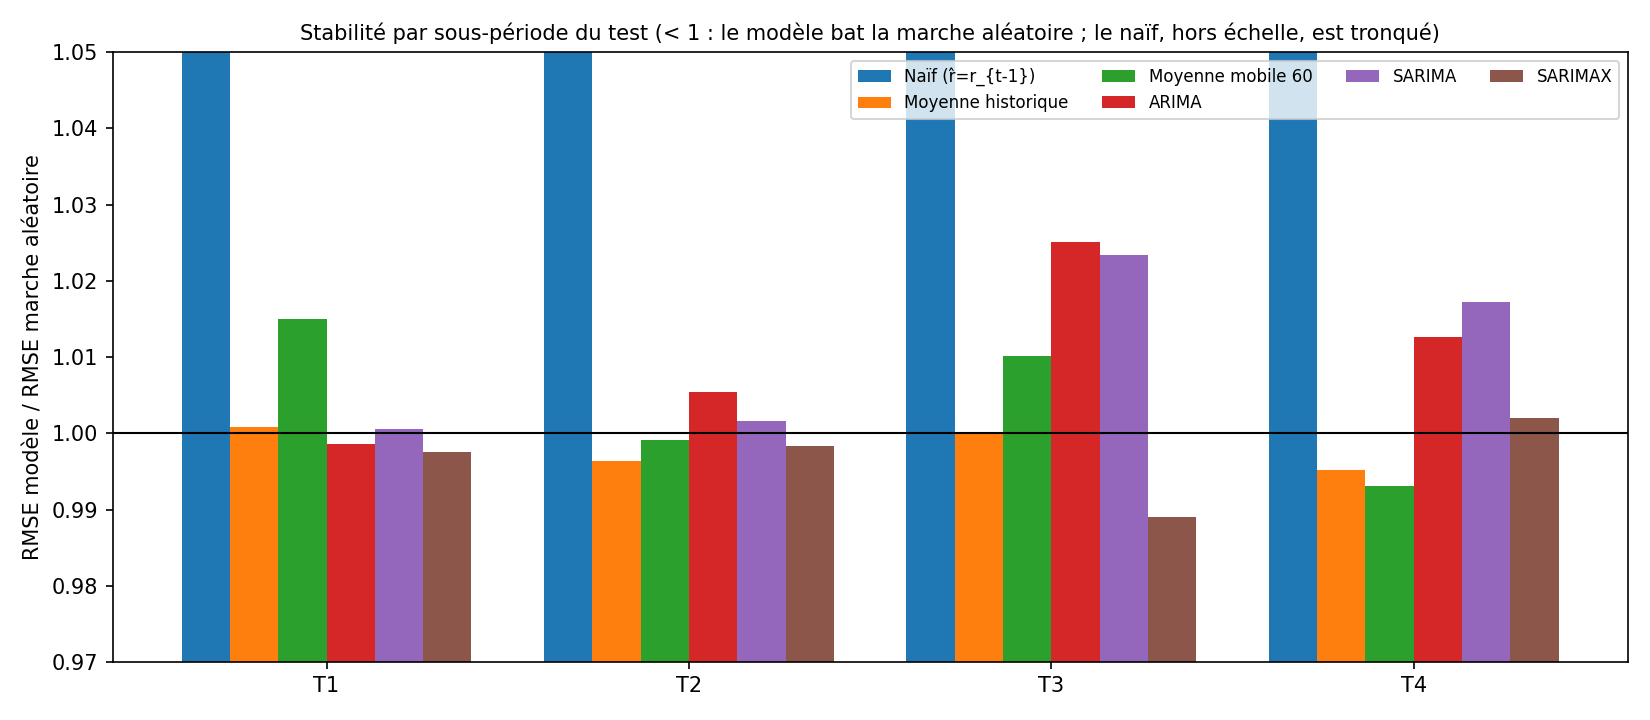 Stabilité par sous-période du test (< 1 : le modèle bat la marche aléatoire ; le naïf, hors échelle, est tronqué)
RMSE modèle / RMSE marche aléatoire
1.05
1.04
1.03
1.02
1.01
1.00
0.99
0.98
0.97
Naïf (r̂=r_{t-1})
Moyenne historique
Moyenne mobile 60
ARIMA
SARIMA
SARIMAX
T1
T2
T3
T4